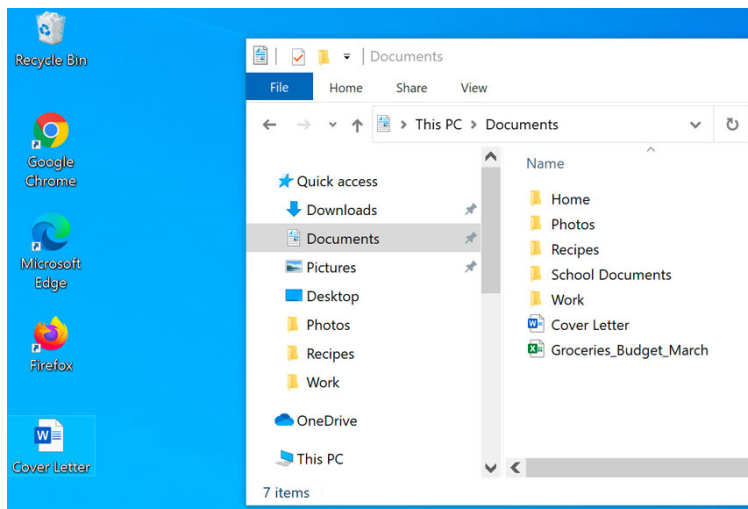 Recycle Bin
Google
Chrome
Microsoft
Edge
Firefox
W
Cover Letter
Documents
File Home Share View
This PC > Documents
Quick access
Downloads
Documents
Pictures
Desktop
Photos
Recipes
Work
OneDrive
This PC
Name
Home
Photos
Recipes
School Documents
Work
Cover Letter
Groceries_Budget_March
7 items